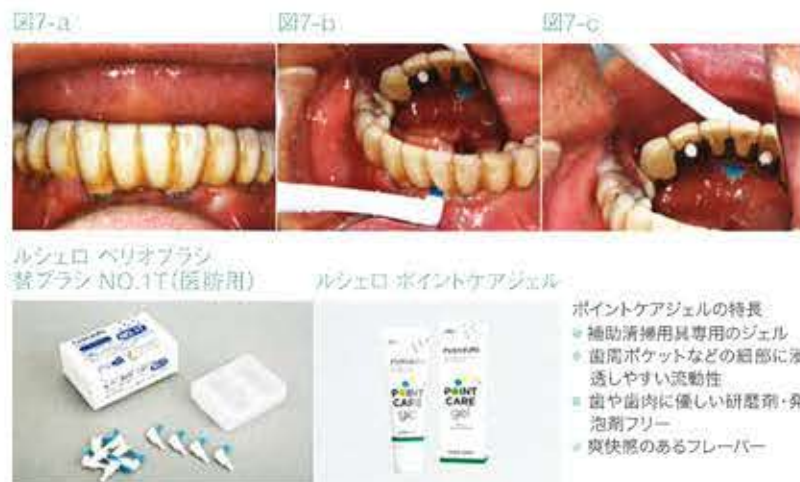 図7-a
図7-b
図7-c
ルシェロ ペリオブラシ
替ブラシ NO.1T(医院用)
ルシェロ ポイントケアジェル
POINT
CARE
gel
POINT
CARE
gel
ポイントケアジェルの特長
補助清掃用具専用のジェル
歯周ポケットなどの細部に浸
透しやすい流動性
歯や歯肉に優しい研磨剤・発
泡剤フリー
爽快感のあるフレーバー